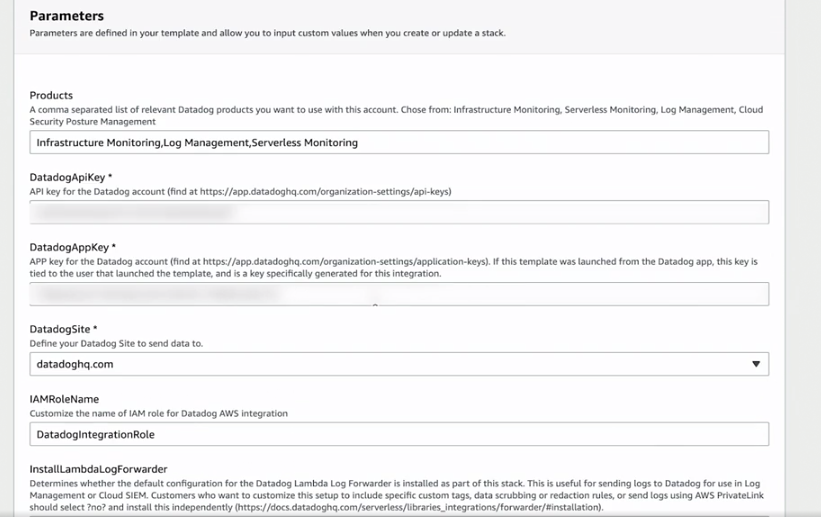 Parameters
Parameters are defined in your template and allow you to input custom values when you create or update a stack.
Products
A comma separated list of relevant Datadog products you want to use with this account. Chose from: Infrastructure Monitoring, Serverless Monitoring, Log Management, Cloud
Security Posture Management
Infrastructure Monitoring,Log Management,Serverless Monitoring
DatadogApiKey *
API key for the Datadog account (find at https://app.datadoghq.com/organization-settings/api-keys)
DatadogAppKey *
APP key for the Datadog account (find at https://app.datadoghq.com/organization-settings/application-keys). If this template was launched from the Datadog app, this key is
tied to the user that launched the template, and is a key specifically generated for this integration.
DatadogSite *
Define your Datadog Site to send data to.
datadoghq.com
IAMRoleName
Customize the name of IAM role for Datadog AWS integration
DatadogIntegrationRole
InstallLambdaLogForwarder
Determines whether the default configuration for the Datadog Lambda Log Forwarder is installed as part of this stack. This is useful for sending logs to Datadog for use in Log
Management or Cloud SIEM. Customers who want to customize this setup to include specific custom tags, data scrubbing or redaction rules, or send logs using AWS PrivateLink
should select ?no? and install this independently (https://docs.datadoghq.com/serverless/libraries_integrations/forwarder/#installation).